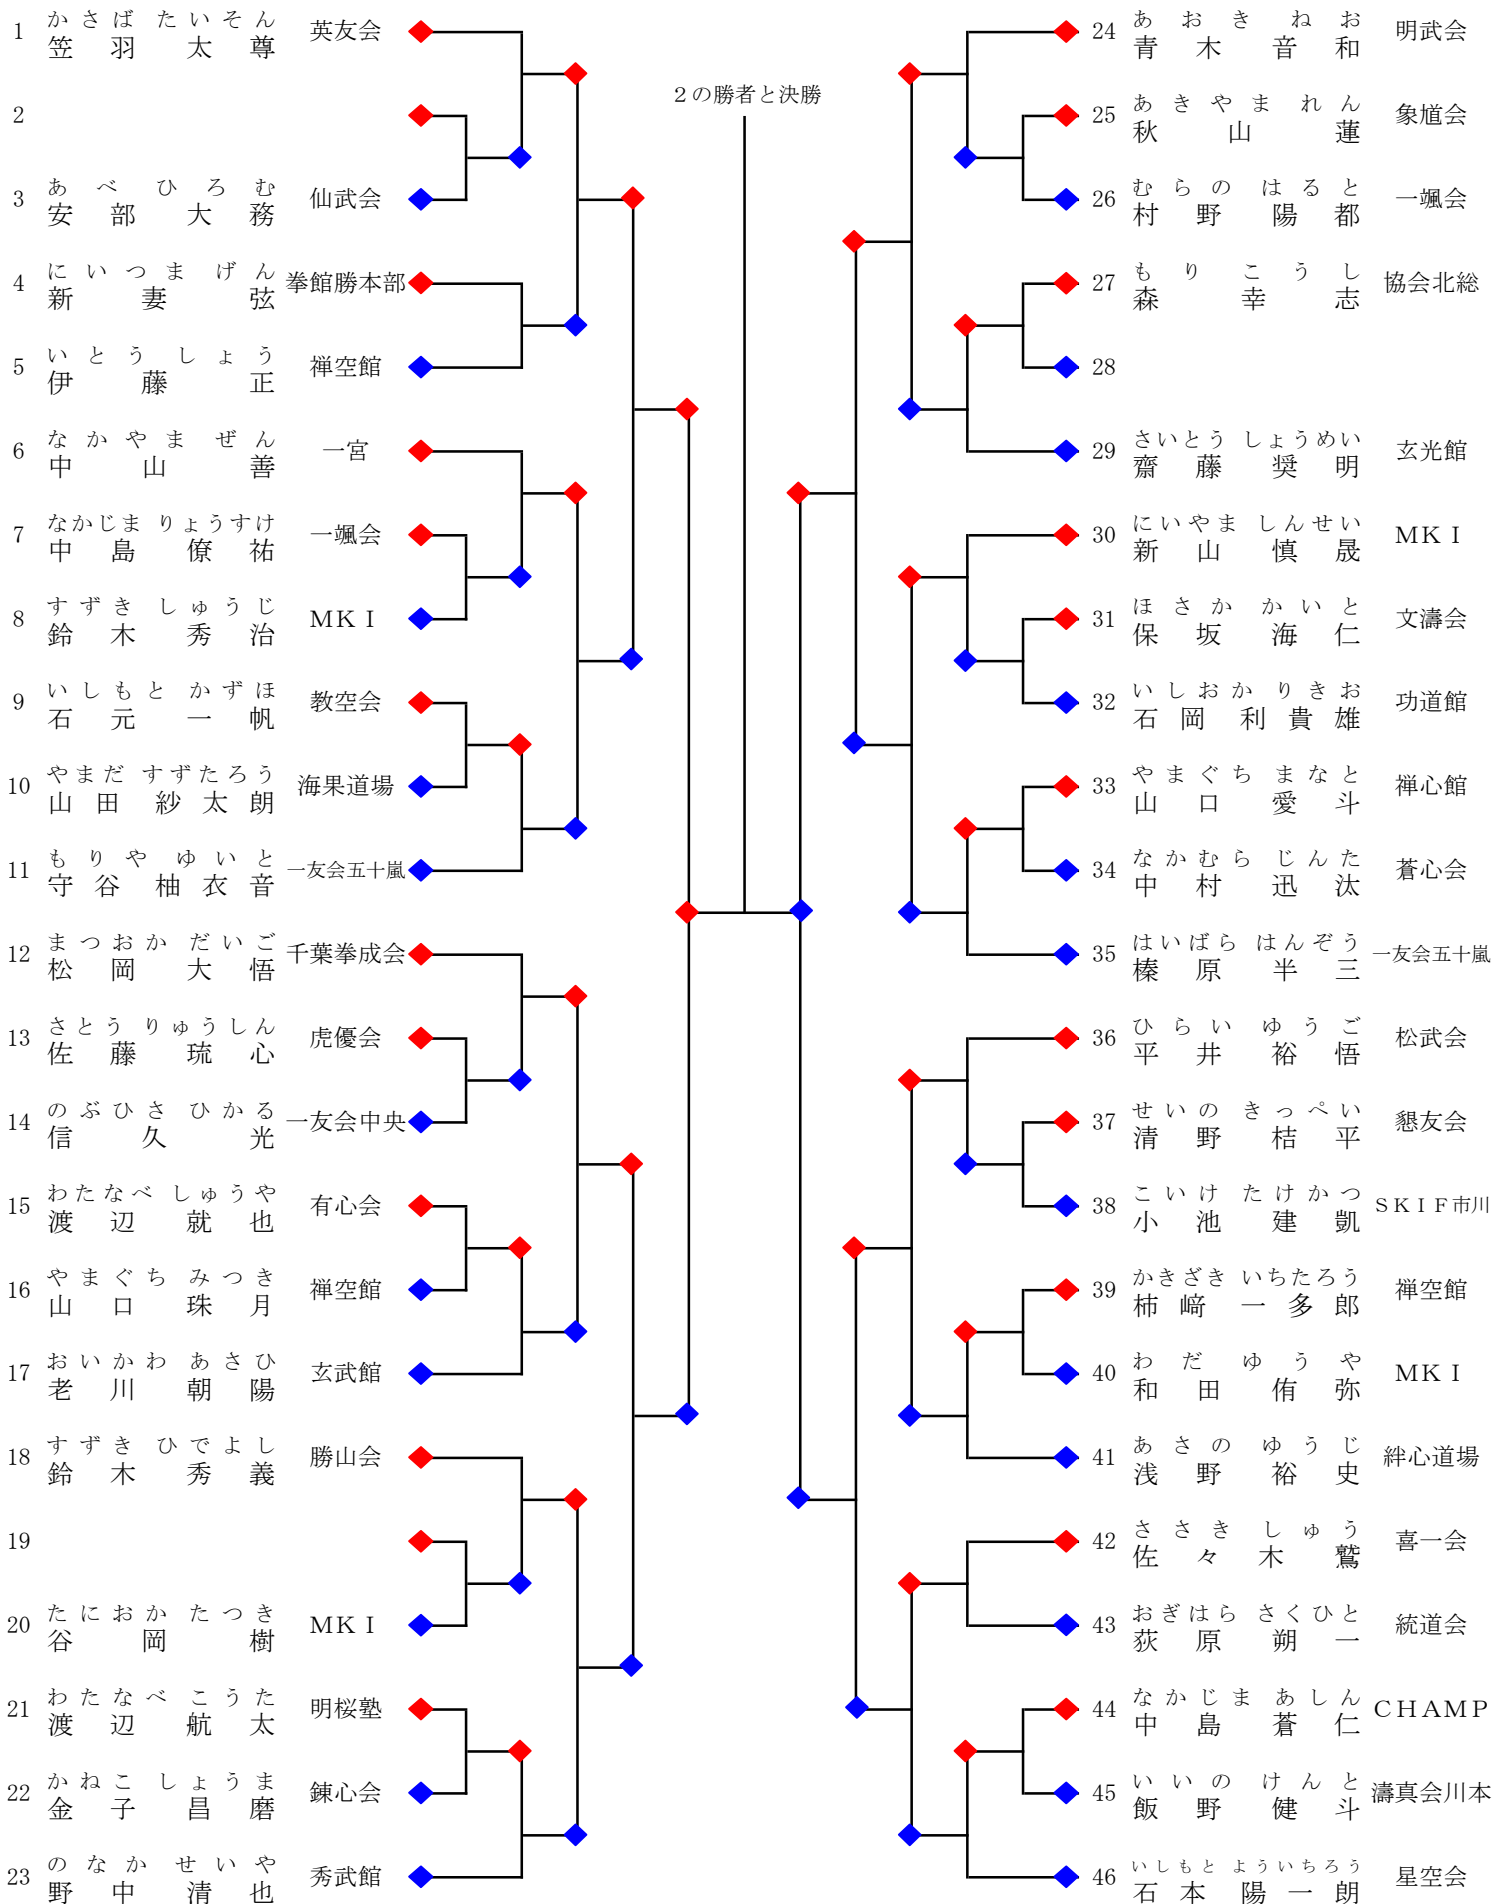 1 かさば たいそん 英友会
笠羽太尊
2
3 あべ ひろむ 仙武会
安部大務
4 にいつま げん 拳館勝本部
新妻弦
5 いとう しょう 禅空館
伊藤正
6 なかやま ぜん 一宮
中山善
7 なかじま りょうすけ 一颯会
中島僚祐
8 すずき しゅうじ MKI
鈴木秀治
9 いしもと かずほ 教空会
石元一帆
10 やまだ すずたろう 海果道場
山田紗太朗
11 もりや ゆいと 一友会五十嵐
守谷柚衣音
12 まつおか だいご 千葉拳成会
松岡大悟
13 さとう りゅうしん 虎優会
佐藤琉心
14 のぶひさ ひかる 一友会中央
信久光
15 わたなべ しゅうや 有心会
渡辺就也
16 やまぐち みつき 禅空館
山口珠月
17 おいかわ あさひ 玄武館
老川朝陽
18 すずき ひでよし 勝山会
鈴木秀義
19
20 たにおか たつき MKI
谷岡樹
21 わたなべ こうた 明桜塾
渡辺航太
22 かねこ しょうま 錬心会
金子昌磨
23 のなか せいや 秀武館
野中清也
2の勝者と決勝
24 あおき ねお 明武会
青木音和
25 あきやま れん 象馗会
秋山蓮
26 むらの はると 一颯会
村野陽都
27 もり こうし 協会北総
森幸志
28
29 さいとう しょうめい 玄光館
齋藤奨明
30 にいやま しんせい MKI
新山慎晟
31 ほさか かいと 文濤会
保坂海仁
32 いしおか りきお 功道館
石岡利貴雄
33 やまぐち まなと 禅心館
山口愛斗
34 なかむら じんた 蒼心会
中村迅汰
35 はいばら はんぞう 一友会五十嵐
榛原半三
36 ひらい ゆうご 松武会
平井裕悟
37 せいの きっぺい 懇友会
清野桔平
38 こいけ たけかつ SKIF市川
小池建凱
39 かきざき いちたろう 禅空館
柿﨑一多郎
40 わだ ゆうや MKI
和田侑弥
41 あさの ゆうじ 絆心道場
浅野裕史
42 ささき しゅう 喜一会
佐々木鷲
43 おぎはら さくひと 統道会
荻原朔一
44 なかじま あしん CHAMP
中島蒼仁
45 いいの けんと 濤真会川本
飯野健斗
46 いしもと よういちろう 星空会
石本陽一朗